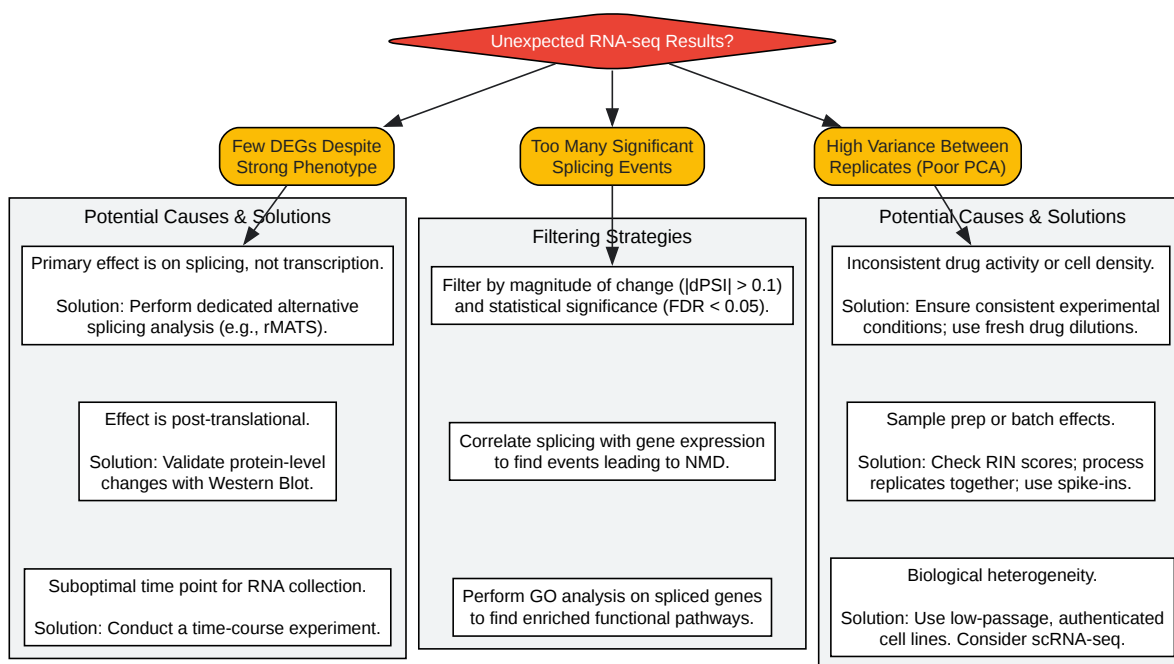 Unexpected RNA-seq Results?
Few DEGs Despite
Strong Phenotype
Too Many Significant
Splicing Events
High Variance Between
Replicates (Poor PCA)
Potential Causes & Solutions
Primary effect is on splicing, not transcription.
Solution: Perform dedicated alternative
splicing analysis (e.g., rMATS).
Effect is post-translational.
Solution: Validate protein-level
changes with Western Blot.
Suboptimal time point for RNA collection.
Solution: Conduct a time-course experiment.
Filtering Strategies
Filter by magnitude of change (|dPSI| > 0.1)
and statistical significance (FDR < 0.05).
Correlate splicing with gene expression
to find events leading to NMD.
Perform GO analysis on spliced genes
to find enriched functional pathways.
Potential Causes & Solutions
Inconsistent drug activity or cell density.
Solution: Ensure consistent experimental
conditions; use fresh drug dilutions.
Sample prep or batch effects.
Solution: Check RIN scores; process
replicates together; use spike-ins.
Biological heterogeneity.
Solution: Use low-passage, authenticated
cell lines. Consider scRNA-seq.